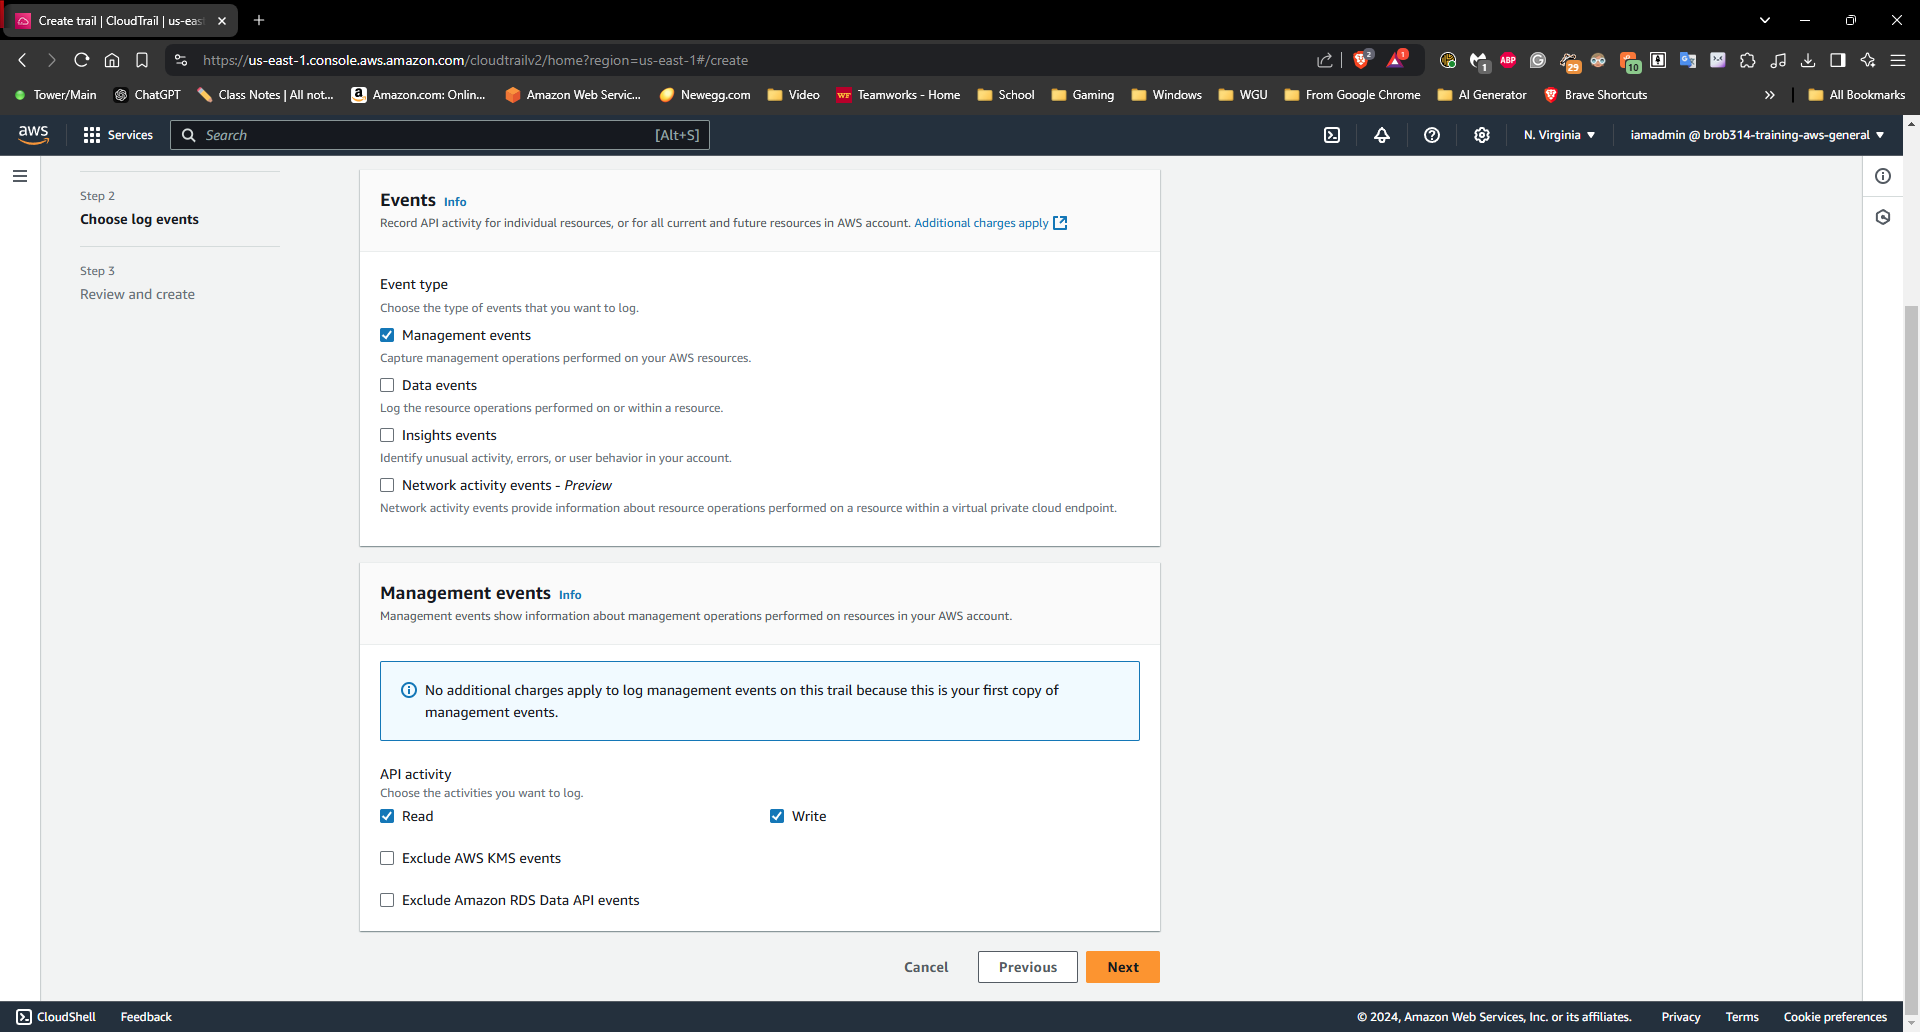 Create trail | CloudTrail | us-eas
https://us-east-1.console.aws.amazon.com/cloudtrailv2/home?region=us-east-1#/create
2
1
1
ABP
29
10
Tower/Main
ChatGPT
Class Notes | All not...
Amazon.com: Onlin...
Amazon Web Servic...
Newegg.com
Video
WF Teamworks - Home
School
Gaming
Windows
WGU
From Google Chrome
AI Generator
Brave Shortcuts
All Bookmarks
aws
Services
Search
[Alt+S]
N. Virginia
iamadmin @ brob314-training-aws-general
Step 2
Choose log events
Step 3
Review and create
Events Info
Record API activity for individual resources, or for all current and future resources in AWS account. Additional charges apply
Event type
Choose the type of events that you want to log.
Management events
Capture management operations performed on your AWS resources.
Data events
Log the resource operations performed on or within a resource.
Insights events
Identify unusual activity, errors, or user behavior in your account.
Network activity events - Preview
Network activity events provide information about resource operations performed on a resource within a virtual private cloud endpoint.
Management events Info
Management events show information about management operations performed on resources in your AWS account.
No additional charges apply to log management events on this trail because this is your first copy of
management events.
API activity
Choose the activities you want to log.
Read
Write
Exclude AWS KMS events
Exclude Amazon RDS Data API events
Cancel
Previous
Next
CloudShell
Feedback
© 2024, Amazon Web Services, Inc. or its affiliates.
Privacy
Terms
Cookie preferences